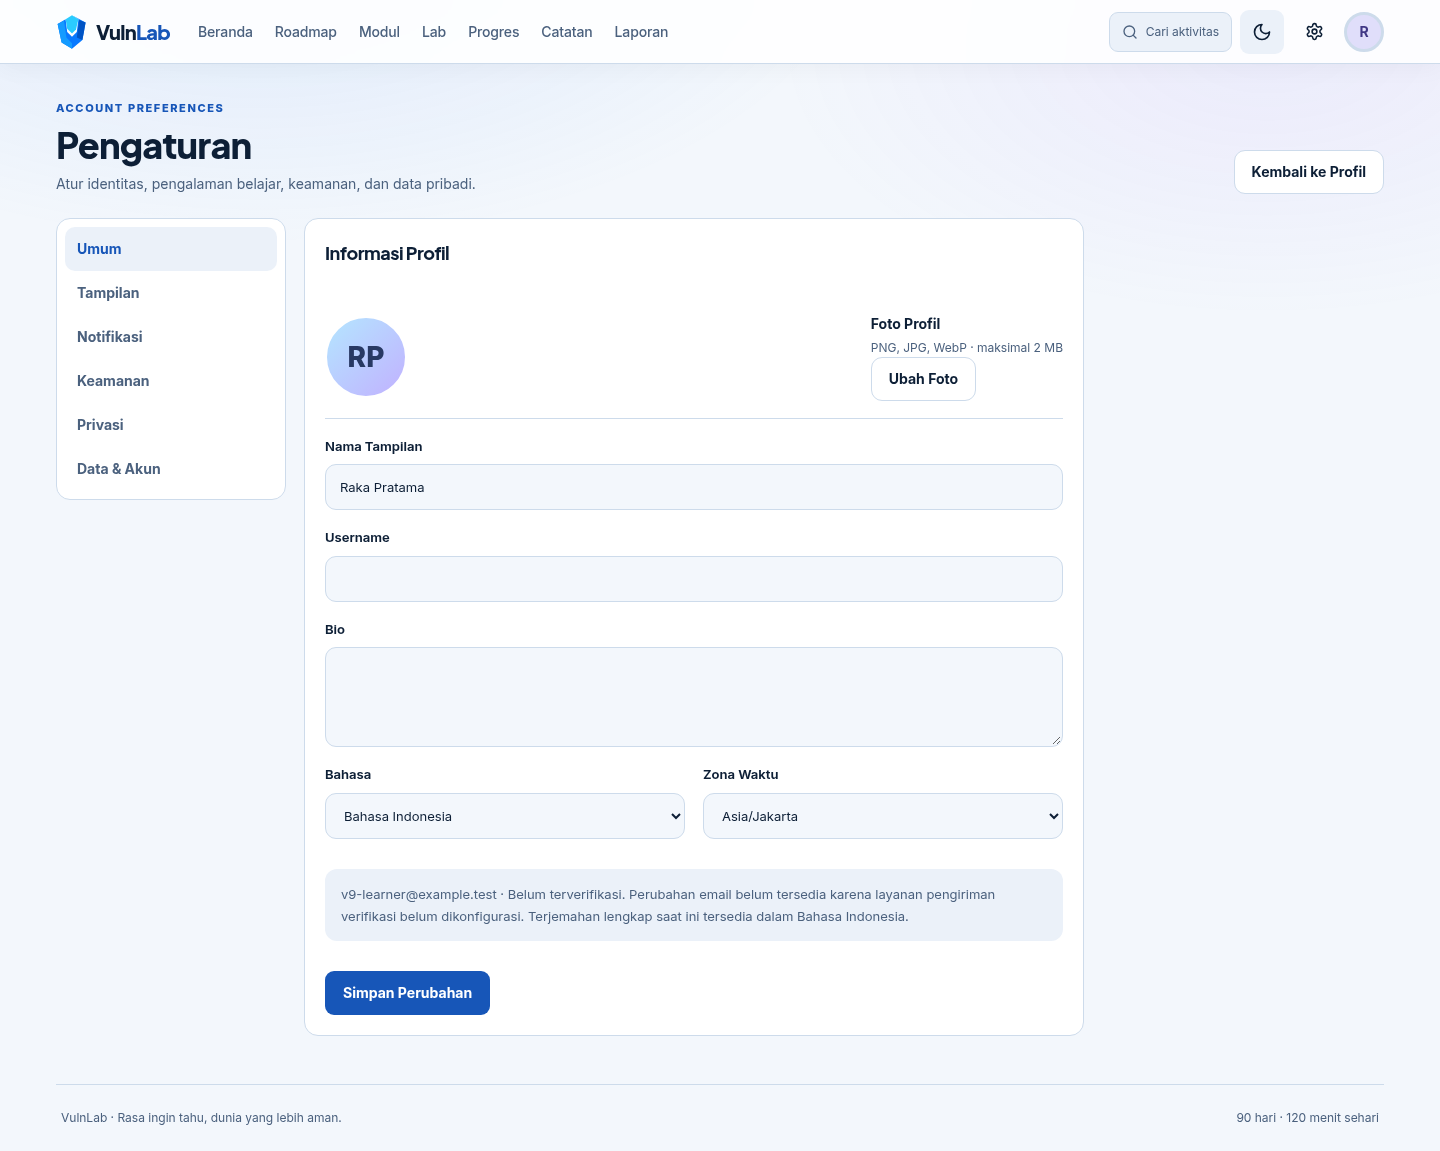 VulnLab
Beranda
Roadmap
Modul
Lab
Progres
Catatan
Laporan
Cari aktivitas
R
ACCOUNT PREFERENCES
Pengaturan
Atur identitas, pengalaman belajar, keamanan, dan data pribadi.
Kembali ke Profil
Umum
Tampilan
Notifikasi
Keamanan
Privasi
Data & Akun
Informasi Profil
RP
Foto Profil
PNG, JPG, WebP · maksimal 2 MB
Ubah Foto
Nama Tampilan
Raka Pratama
Username
Bio
Bahasa
Bahasa Indonesia
Zona Waktu
Asia/Jakarta
v9-learner@example.test · Belum terverifikasi. Perubahan email belum tersedia karena layanan pengiriman
verifikasi belum dikonfigurasi. Terjemahan lengkap saat ini tersedia dalam Bahasa Indonesia.
Simpan Perubahan
VulnLab · Rasa ingin tahu, dunia yang lebih aman.
90 hari · 120 menit sehari